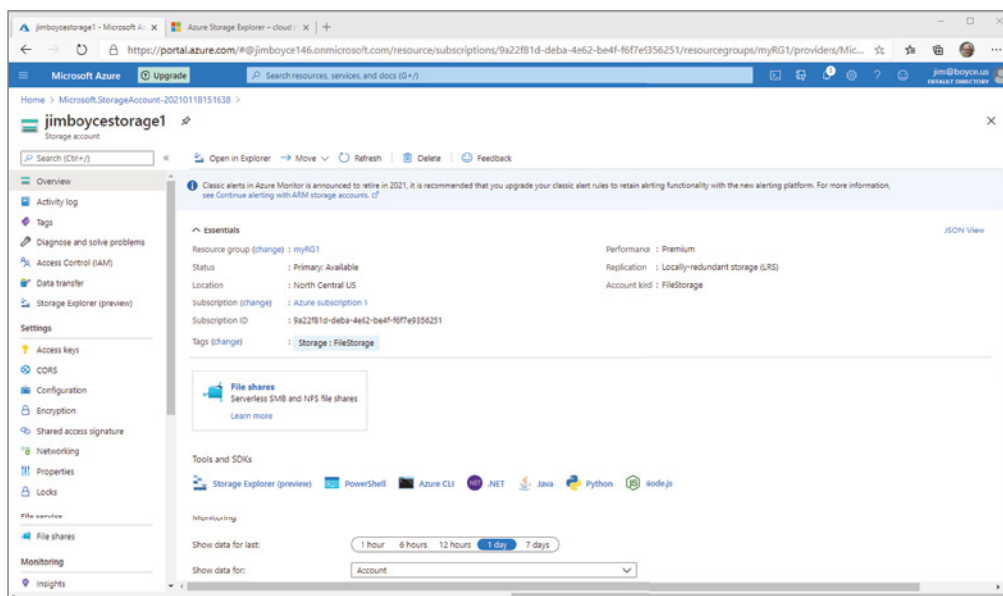 jimboycestorage1 - Microsoft A: X
Azure Storage Explorer – cloud : X
https://portal.azure.com/#@jimboyce146.onmicrosoft.com/resource/subscriptions/9a22f81d-deba-4e62-be4f-f6f7e9356251/resourcegroups/myRG1/providers/Mic...
Microsoft Azure
Upgrade
Search resources, services, and docs (G+/)
jim@boyce.us
DEFAULT DIRECTORY
Home > Microsoft.StorageAccount-20210118151638 >
jimboycestorage1
Storage account
Search (Ctrl+/)
Open in Explorer Move Refresh Delete Feedback
Overview
Activity log
Tags
Diagnose and solve problems
Access Control (IAM)
Data transfer
Storage Explorer (preview)
Settings
Access keys
CORS
Configuration
Encryption
Shared access signature
Networking
Properties
Locks
File service
File shares
Monitoring
Insights
Classic alerts in Azure Monitor is announced to retire in 2021, it is recommended that you upgrade your classic alert rules to retain alerting functionality with the new alerting platform. For more information,
see Continue alerting with ARM storage accounts.
Essentials
JSON View
Resource group (change) : myRG1
Status : Primary: Available
Location : North Central US
Subscription (change) : Azure subscription 1
Subscription ID : 9a22f81d-deba-4e62-be4f-f6f7e9356251
Tags (change) : Storage : FileStorage
Performance : Premium
Replication : Locally-redundant storage (LRS)
Account kind : FileStorage
File shares
Serverless SMB and NFS file shares
Learn more
Tools and SDKs
Storage Explorer (preview) PowerShell Azure CLI .NET Java Python Node.js
Monitoring
Show data for last: 1 hour 6 hours 12 hours 1 day 7 days
Show data for: Account